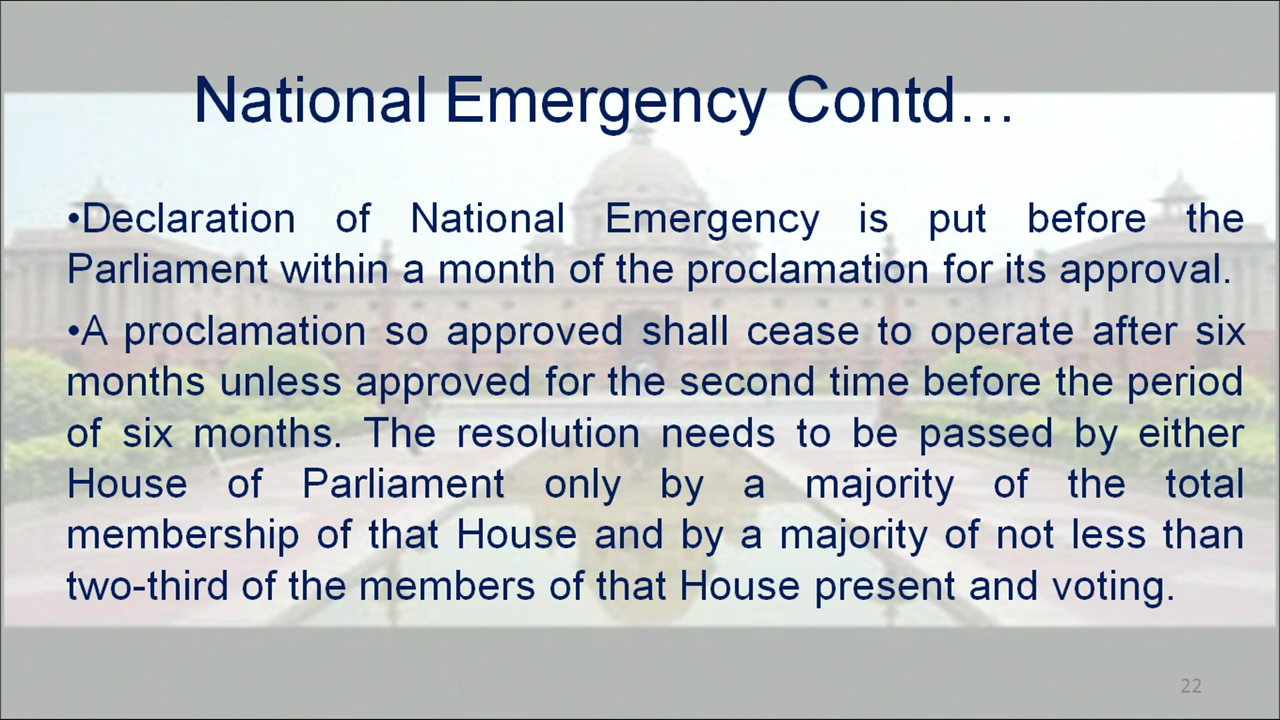 National Emergency Contd...
•Declaration of National Emergency is put before the
Parliament within a month of the proclamation for its approval.
•A proclamation so approved shall cease to operate after six
months unless approved for the second time before the period
of six months. The resolution needs to be passed by either
House of Parliament only by a majority of the total
membership of that House and by a majority of not less than
two-third of the members of that House present and voting.
22